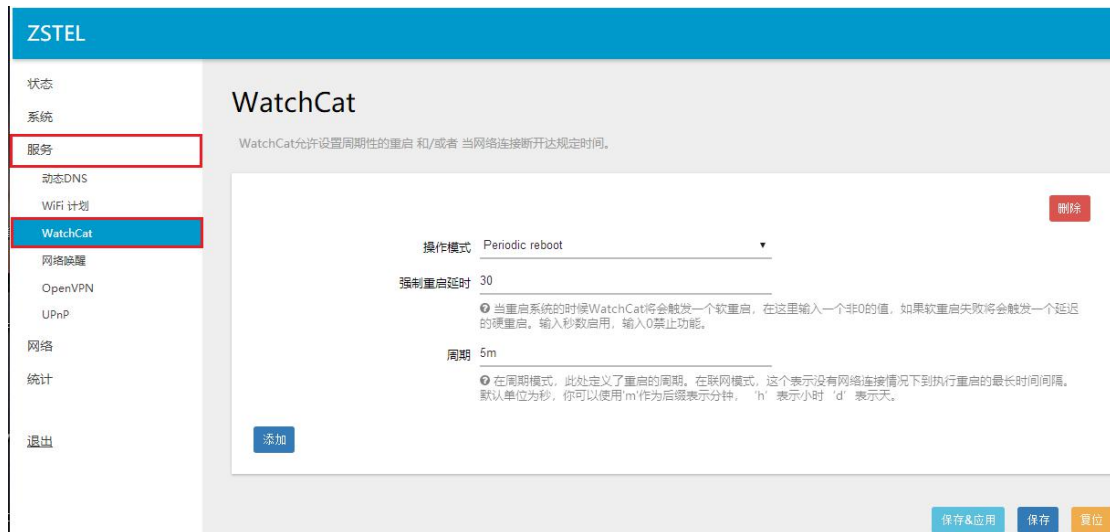 ZSTEL
状态
系统
服务
动态DNS
WiFi 计划
WatchCat
网络唤醒
OpenVPN
UPnP
网络
统计
退出
WatchCat
WatchCat允许设置周期性的重启 和/或者 当网络连接断开达规定时间。
删除
操作模式 Periodic reboot
强制重启延时 30
当重启系统的时候WatchCat将会触发一个软重启，在这里输入一个非0的值，如果软重启失败将会触发一个延迟
的硬重启。输入秒数启用，输入0禁止功能。
周期 5m
在周期模式，此处定义了重启的周期。在联网模式，这个表示没有网络连接情况下到执行重启的最长时间间隔。
默认单位为秒，你可以使用'm'作为后缀表示分钟，‘h’表示小时‘d’表示天。
添加
保存&应用 保存 复位